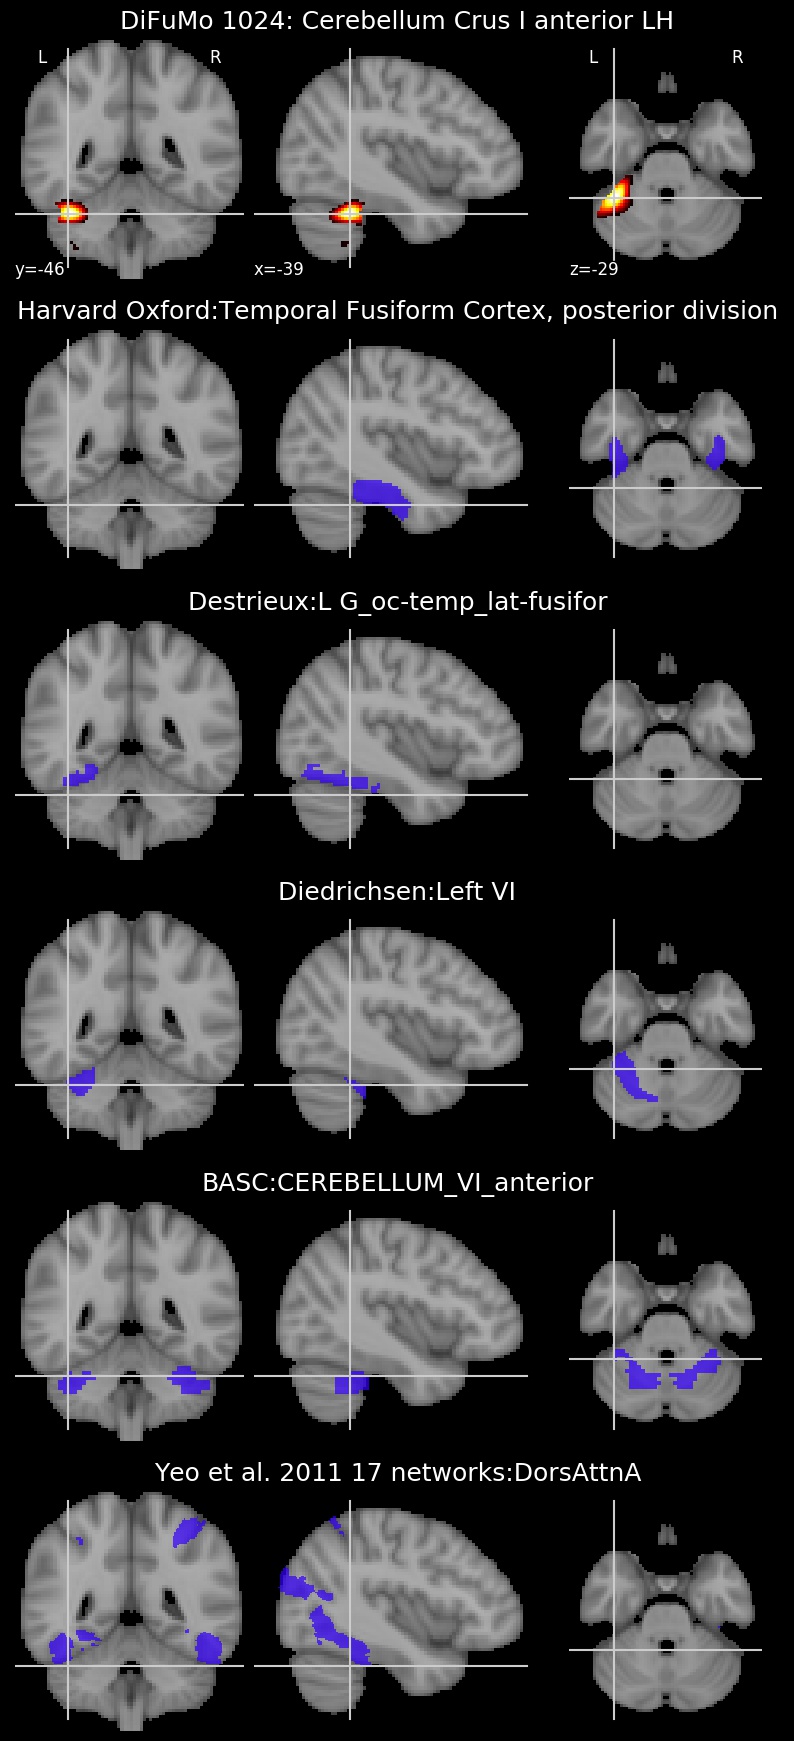 DiFuMo 1024: Cerebellum Crus I anterior LH
L R L R
y=-46 x=-39 z=-29
Harvard Oxford:Temporal Fusiform Cortex, posterior division
Destrieux:L G_oc-temp_lat-fusifor
Diedrichsen:Left VI
BASC:CEREBELLUM_VI_anterior
Yeo et al. 2011 17 networks:DorsAttnA